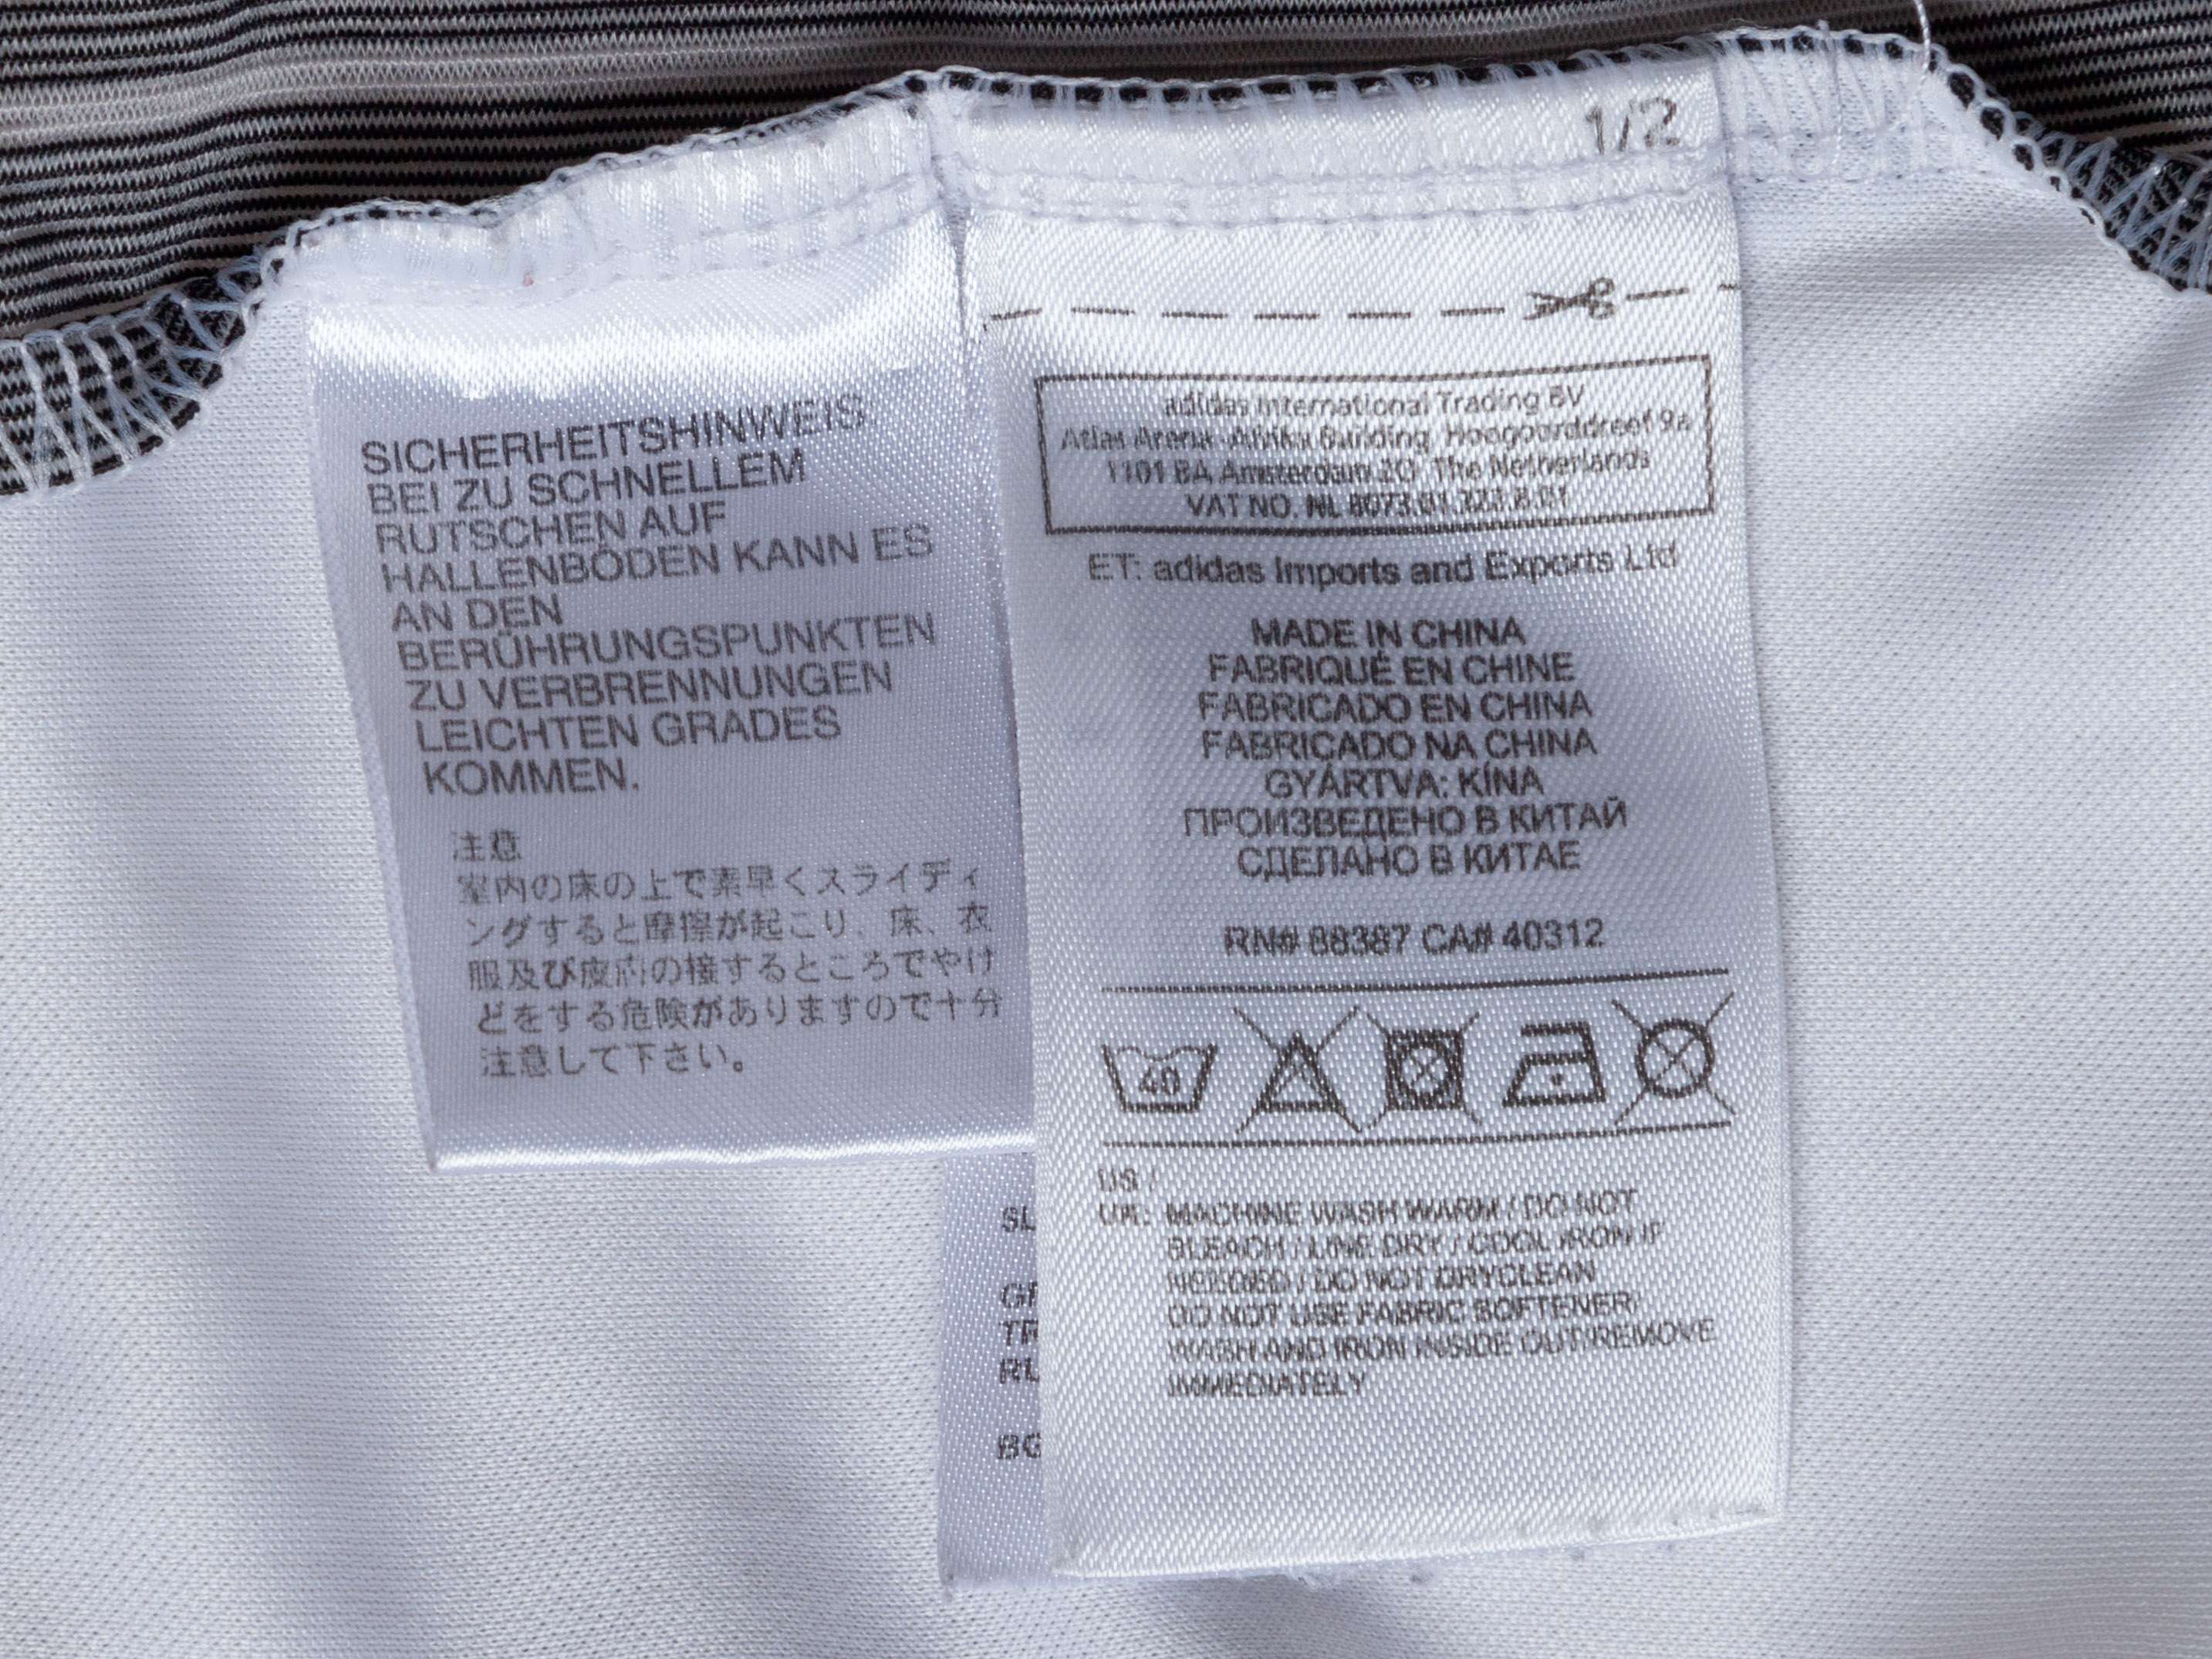 SICHERHEITSHINWEIS:
BEI ZU SCHNELLEM
RUTSCHEN AUF
HALLENBÖDEN KANN ES
AN DEN
BERÜHRUNGSPUNKTEN
ZU VERBRENNUNGEN
LEICHTEN GRADES
KOMMEN.
注意
室内の床の上で素早くスライディ
ングすると摩擦が起こり、床、衣
服及び皮膚の接するところでやけ
どをする危険がありますので十分
注意して下さい。
1/2
adidas International Trading BV
Atlas Arena - Afrika Building, Hoogoorddreef 9a
1101 BA Amsterdam ZO The Netherlands
VAT NO. NL 8073.01.323.B.01
ET: adidas Imports and Exports Ltd
MADE IN CHINA
FABRIQUÉ EN CHINE
FABRICADO EN CHINA
FABRICADO NA CHINA
GYÁRTVA: KÍNA
ПРОИЗВЕДЕНО В КИТАЙ
СДЕЛАНО В КИТАЕ
RN# 88387 CA# 40312
40
US /
UK: MACHINE WASH WARM / DO NOT
BLEACH / LINE DRY / COOL IRON IF
NEEDED / DO NOT DRYCLEAN
DO NOT USE FABRIC SOFTENER/
WASH AND IRON INSIDE OUT/REMOVE
IMMEDIATELY
SL
GR
TR
RU
BG